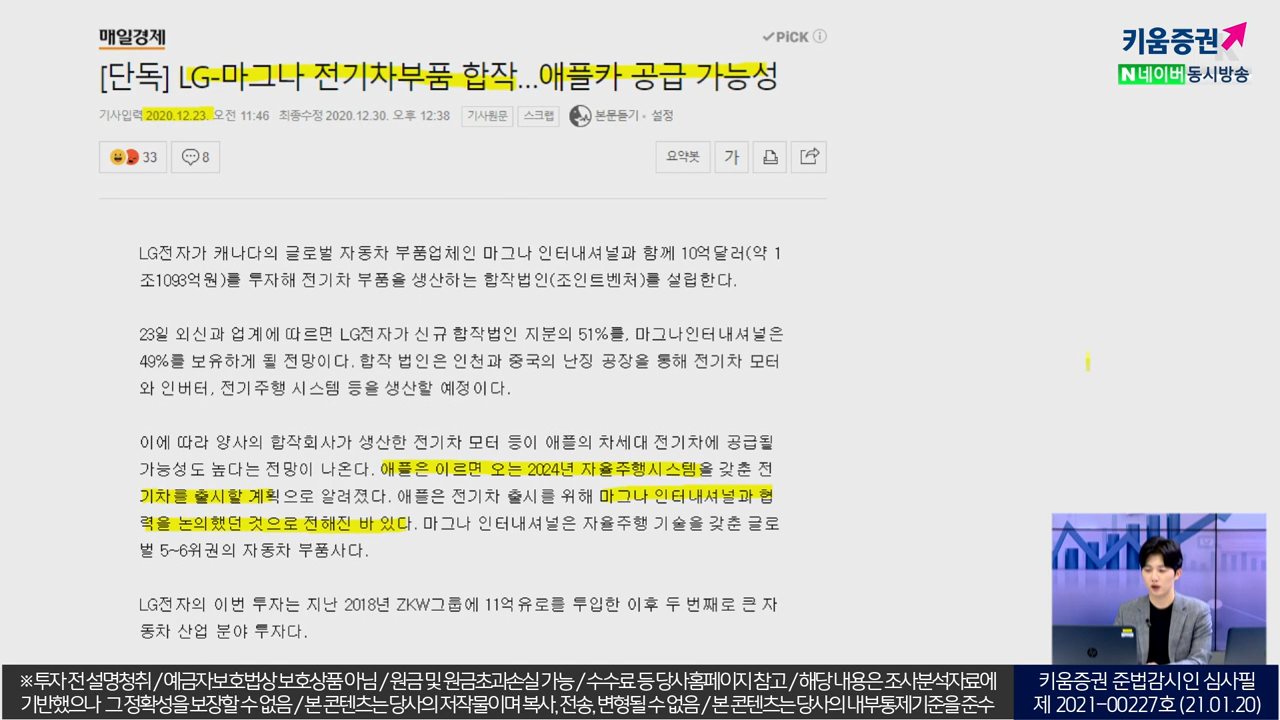 매일경제
✓PiCK ⓘ
[단독] LG-마그나 전기차부품 합작...애플카 공급 가능성
기사입력 2020.12.23. 오전 11:46 최종수정 2020.12.30. 오후 12:38 기사원문 스크랩 본문듣기 · 설정
33 8 요약봇 가
LG전자가 캐나다의 글로벌 자동차 부품업체인 마그나 인터내셔널과 함께 10억달러(약 1
조1093억원)를 투자해 전기차 부품을 생산하는 합작법인(조인트벤처)를 설립한다.
23일 외신과 업계에 따르면 LG전자가 신규 합작법인 지분의 51%를, 마그나인터내셔널은
49%를 보유하게 될 전망이다. 합작 법인은 인천과 중국의 난징 공장을 통해 전기차 모터
와 인버터, 전기주행 시스템 등을 생산할 예정이다.
이에 따라 양사의 합작회사가 생산한 전기차 모터 등이 애플의 차세대 전기차에 공급될
가능성도 높다는 전망이 나온다. 애플은 이르면 오는 2024년 자율주행시스템을 갖춘 전
기차를 출시할 계획으로 알려졌다. 애플은 전기차 출시를 위해 마그나 인터내셔널과 협
력을 논의했던 것으로 전해진 바 있다. 마그나 인터내셔널은 자율주행 기술을 갖춘 글로
벌 5~6위권의 자동차 부품사다.
LG전자의 이번 투자는 지난 2018년 ZKW그룹에 11억유로를 투입한 이후 두 번째로 큰 자
동차 산업 분야 투자다.
키움증권
N 네이버 동시방송
hp
※투자 전 설명청취 / 예금자보호법상 보호상품 아님 / 원금 및 원금초과손실 가능 / 수수료 등 당사홈페이지 참고 / 해당 내용은 조사분석자료에
기반했으나 그 정확성을 보장할 수 없음 / 본 콘텐츠는 당사의 저작물이며 복사, 전송, 변형될 수 없음 / 본 콘텐츠는 당사의 내부통제기준을 준수
키움증권 준법감시인 심사필
제 2021-00227호 (21.01.20)